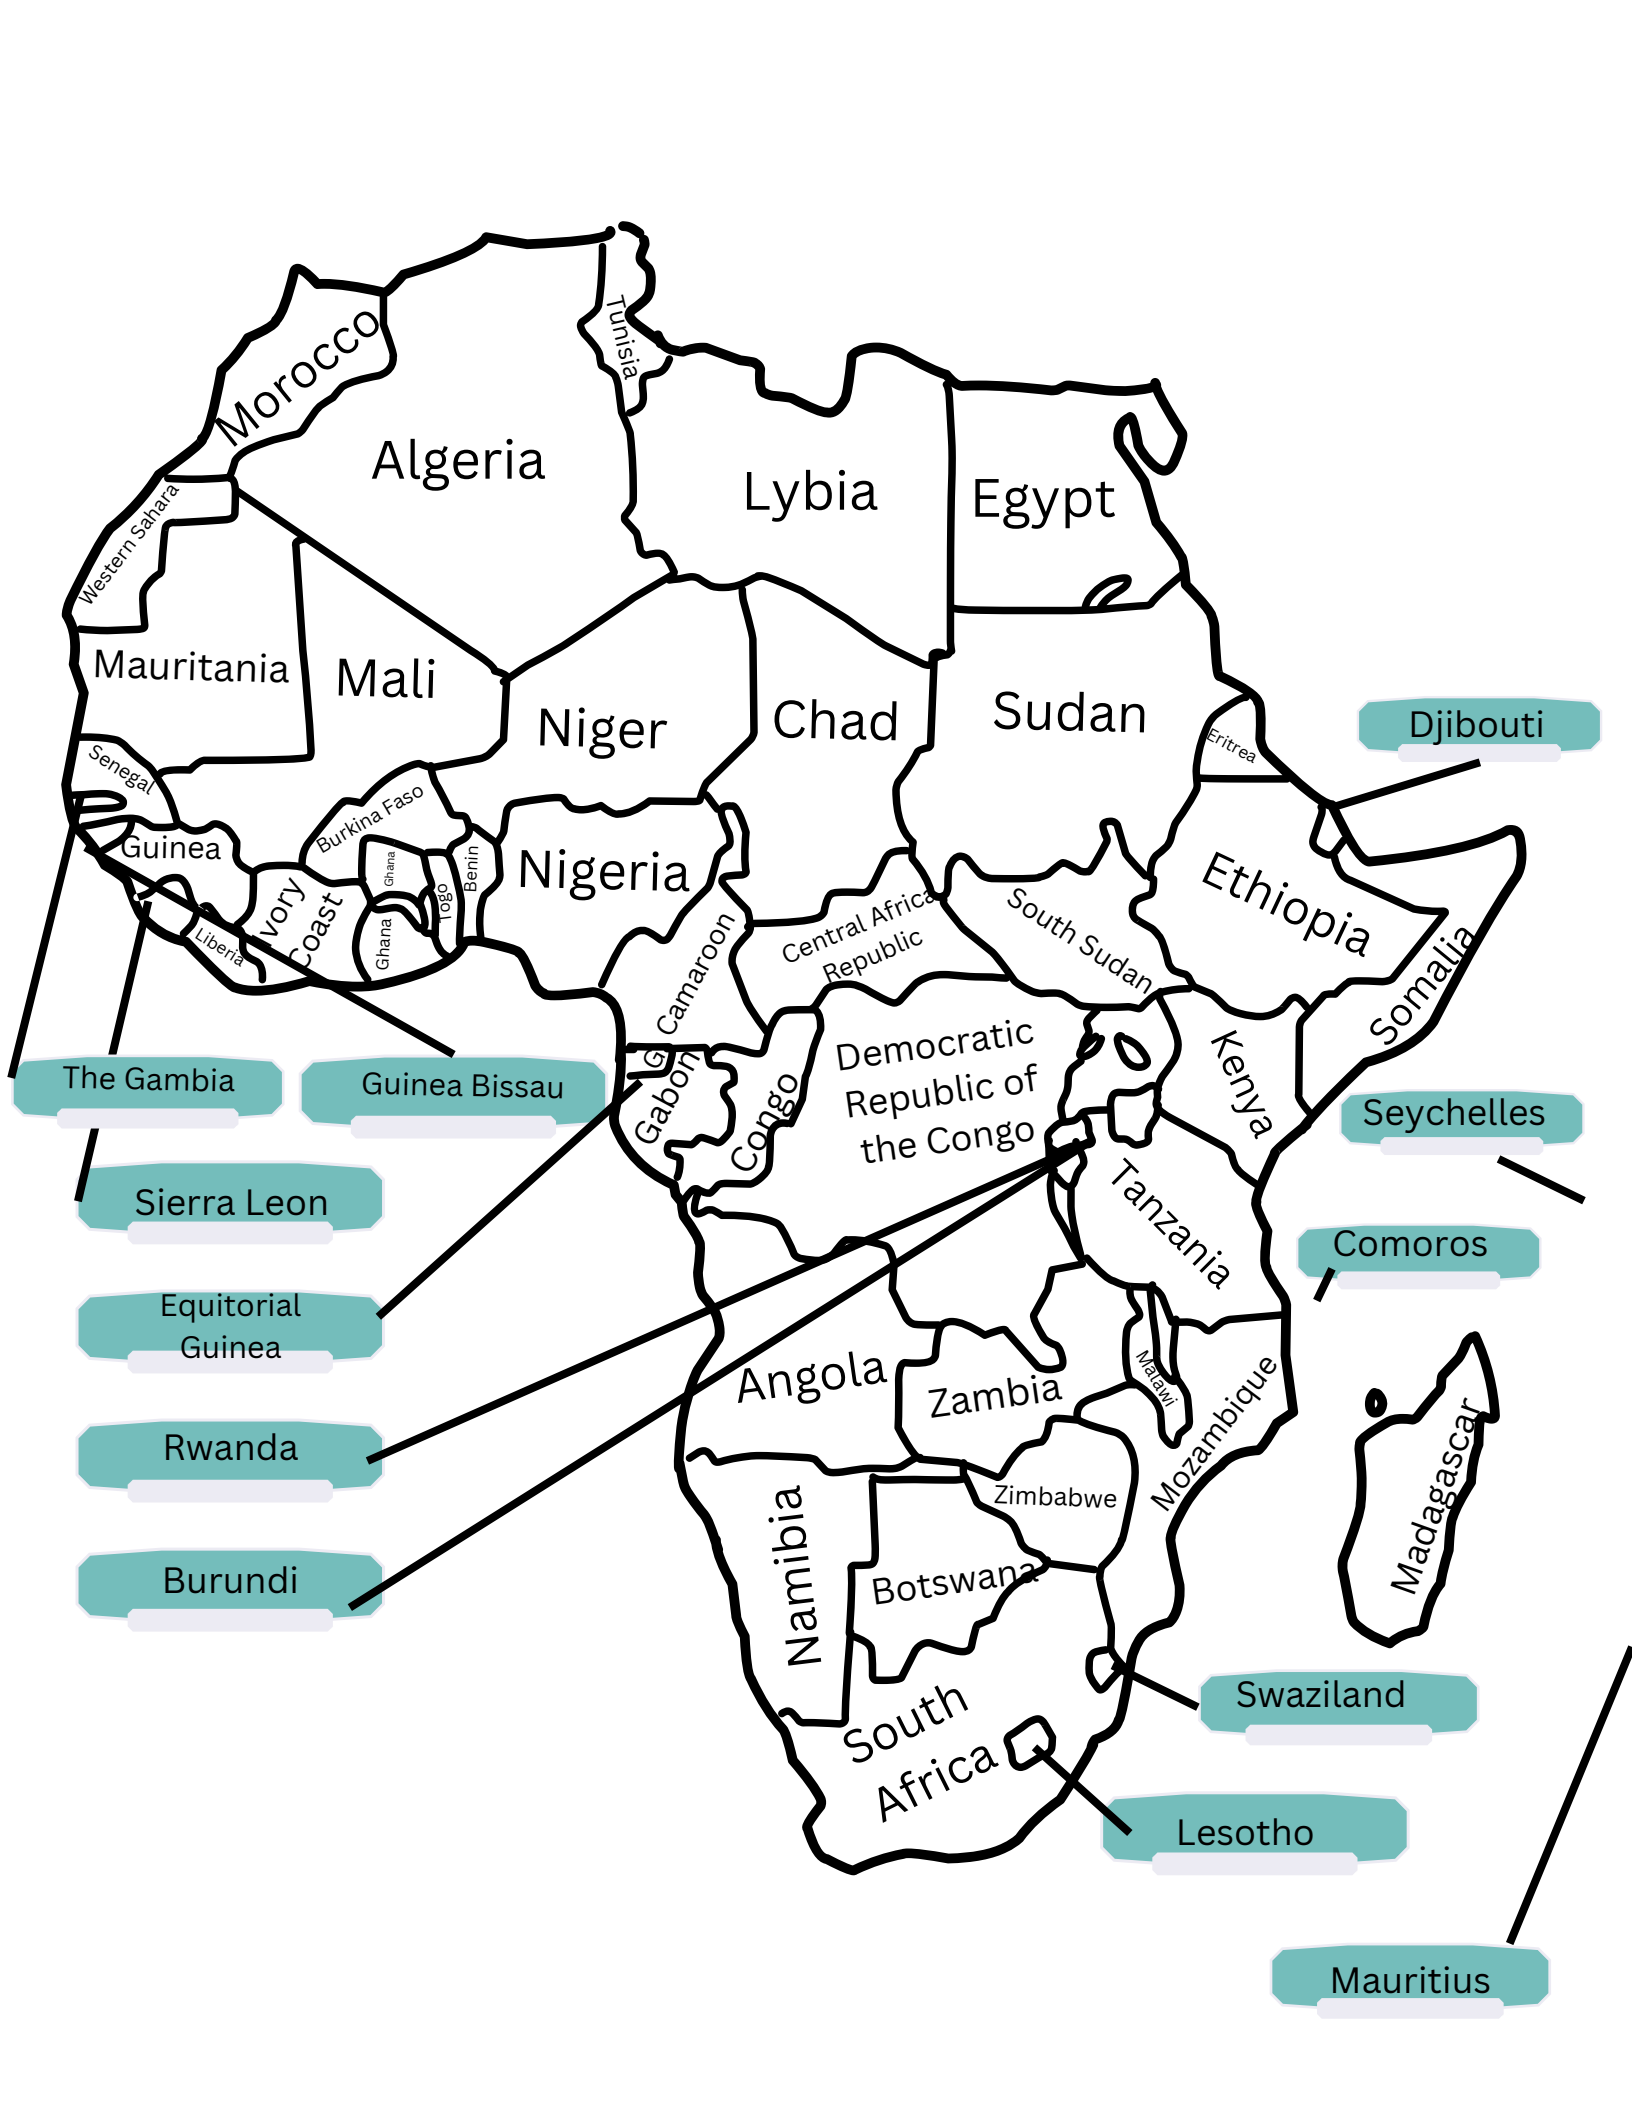 Tunisia
Morocco
Algeria
Lybia
Egypt
Western Sahara
Mauritania
Mali
Niger
Chad
Sudan
Eritrea
Djibouti
Senegal
Burkina Faso
Guinea
Ghana
Benin
Togo
Nigeria
Ethiopia
Ivory
Coast
Liberia
Ghana
Camaroon
Central Africa
Republic
South Sudan
Somalia
G
Gabon
Congo
Democratic
Republic of
the Congo
Kenya
The Gambia
Guinea Bissau
Seychelles
Sierra Leon
Tanzania
Comoros
Equitorial
Guinea
Angola
Zambia
Malawi
Mozambique
Madagascar
Rwanda
Zimbabwe
Namibia
Botswana
Burundi
South
Africa
Swaziland
Lesotho
Mauritius